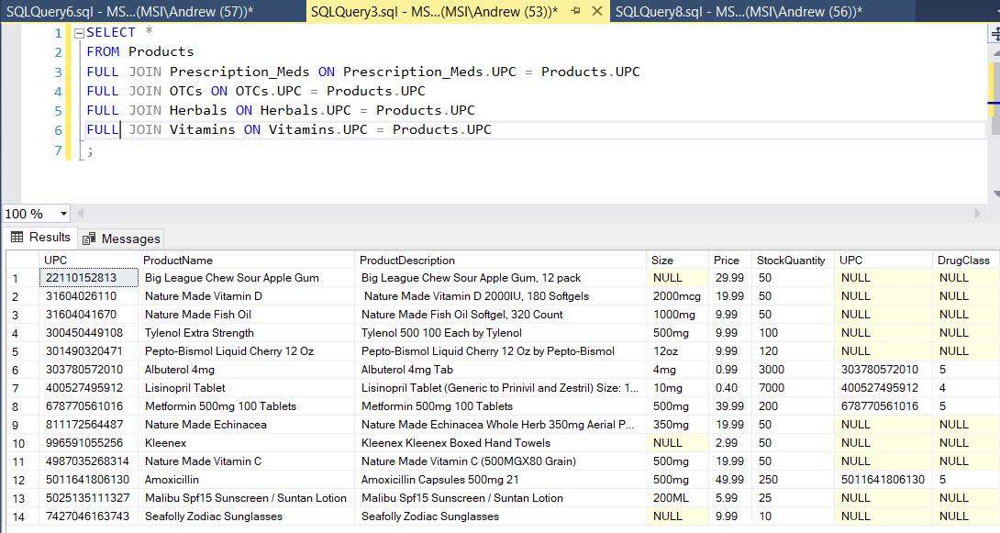 SQLQuery6.sql - MS...(MSI\Andrew (57))* SQLQuery3.sql - MS...(MSI\Andrew (53))* SQLQuery8.sql - MS...(MSI\Andrew (56))*
1 SELECT *
2 FROM Products
3 FULL JOIN Prescription_Meds ON Prescription_Meds.UPC = Products.UPC
4 FULL JOIN OTCs ON OTCs.UPC = Products.UPC
5 FULL JOIN Herbals ON Herbals.UPC = Products.UPC
6 FULL JOIN Vitamins ON Vitamins.UPC = Products.UPC
7 ;
100 %
Results Messages
UPC ProductName ProductDescription Size Price StockQuantity UPC DrugClass
1 22110152813 Big League Chew Sour Apple Gum Big League Chew Sour Apple Gum, 12 pack NULL 29.99 50 NULL NULL
2 31604026110 Nature Made Vitamin D Nature Made Vitamin D 2000IU, 180 Softgels 2000mcg 19.99 50 NULL NULL
3 31604041670 Nature Made Fish Oil Nature Made Fish Oil Softgel, 320 Count 1000mg 9.99 50 NULL NULL
4 300450449108 Tylenol Extra Strength Tylenol 500 100 Each by Tylenol 500mg 9.99 100 NULL NULL
5 301490320471 Pepto-Bismol Liquid Cherry 12 Oz Pepto-Bismol Liquid Cherry 12 Oz by Pepto-Bismol 12oz 9.99 120 NULL NULL
6 303780572010 Albuterol 4mg Albuterol 4mg Tab 4mg 0.99 3000 303780572010 5
7 400527495912 Lisinopril Tablet Lisinopril Tablet (Generic to Prinivil and Zestril) Size: 1... 10mg 0.40 7000 400527495912 4
8 678770561016 Metformin 500mg 100 Tablets Metformin 500mg 100 Tablets 500mg 39.99 200 678770561016 5
9 811172564487 Nature Made Echinacea Nature Made Echinacea Whole Herb 350mg Aerial P... 350mg 19.99 50 NULL NULL
10 996591055256 Kleenex Kleenex Kleenex Boxed Hand Towels NULL 2.99 50 NULL NULL
11 4987035268314 Nature Made Vitamin C Nature Made Vitamin C (500MGX80 Grain) 500mg 19.99 50 NULL NULL
12 5011641806130 Amoxicillin Amoxicillin Capsules 500mg 21 500mg 49.99 250 5011641806130 5
13 5025135111327 Malibu Spf15 Sunscreen / Suntan Lotion Malibu Spf15 Sunscreen / Suntan Lotion 200ML 5.99 25 NULL NULL
14 7427046163743 Seafolly Zodiac Sunglasses Seafolly Zodiac Sunglasses NULL 9.99 10 NULL NULL